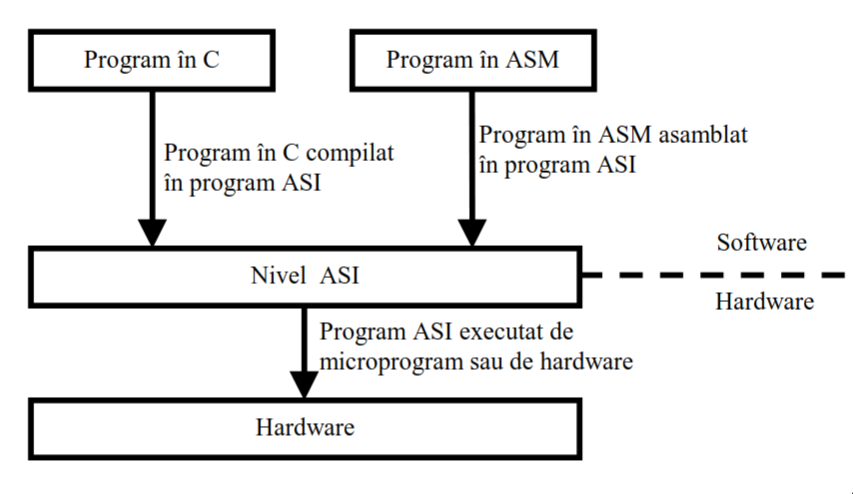 Program în C
Program în ASM
Program în C compilat
în program ASI
Program în ASM asamblat
în program ASI
Software
Nivel ASI
Hardware
Program ASI executat de
microprogram sau de hardware
Hardware